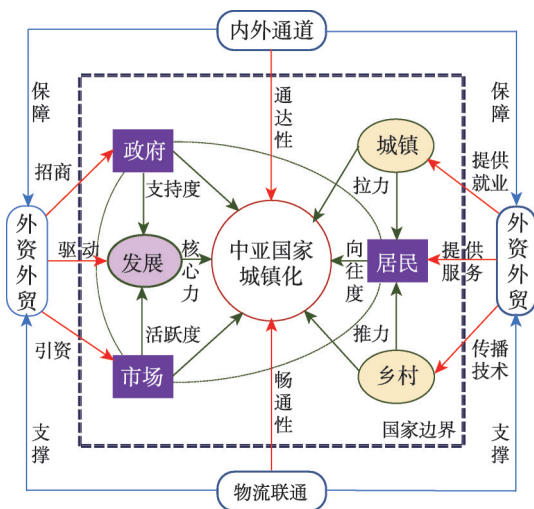 内外通道
保障
通达性
保障
政府
城镇
招商
支持度
拉力
提供
就业
外资外贸
驱动
发展
核心力
中亚国家
城镇化
向往度
居民
提供
服务
外资外贸
引资
活跃度
推力
传播
技术
市场
乡村
畅通性
国家边界
支撑
支撑
物流联通